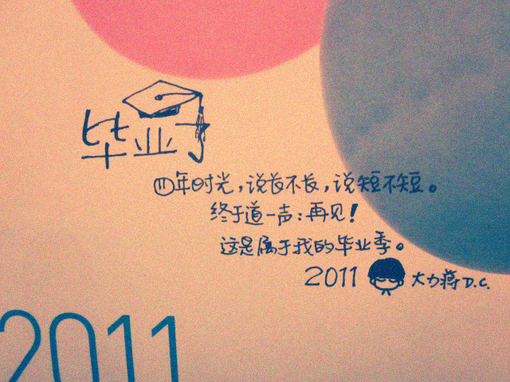 毕业了
四年时光，说长不长，说短不短。
终于道一声：再见！
这是属于我的毕业季。
2011 大力蒋D.C.
2011